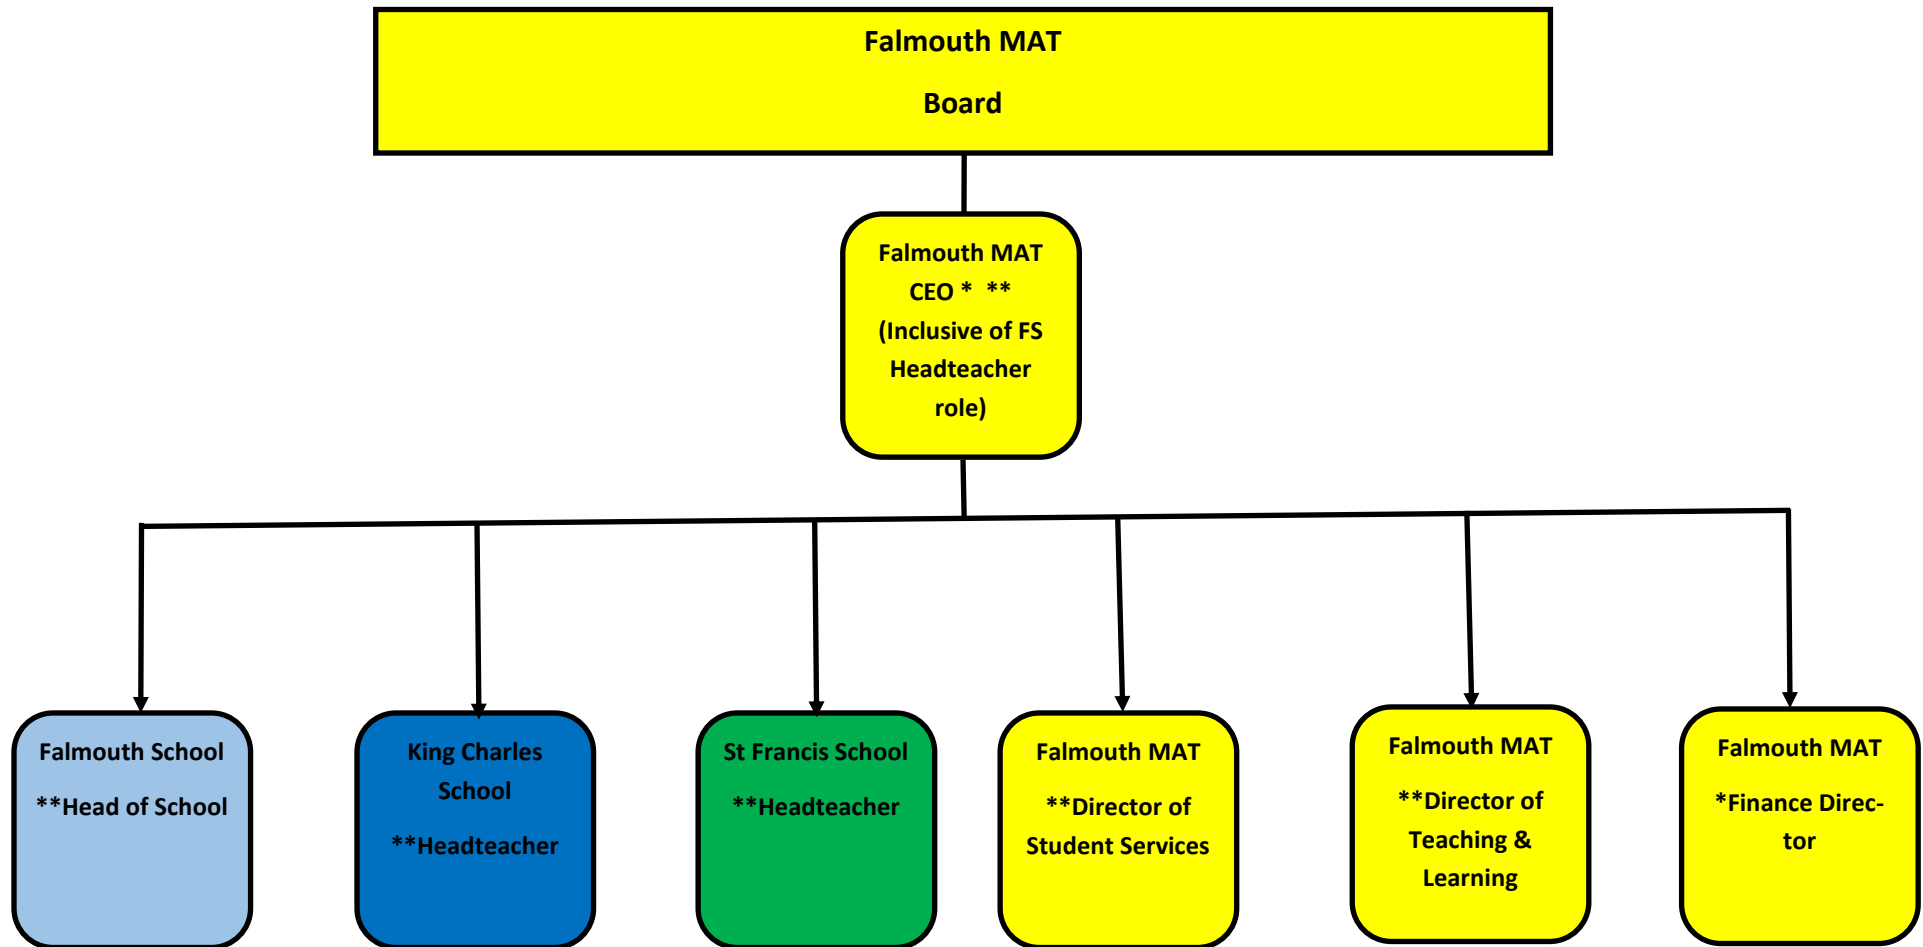 Falmouth MAT
Board
Falmouth MAT
CEO * **
(Inclusive of FS
Headteacher
role)
Falmouth School
**Head of School
King Charles
School
**Headteacher
St Francis School
**Headteacher
Falmouth MAT
**Director of
Student Services
Falmouth MAT
**Director of
Teaching &
Learning
Falmouth MAT
*Finance Direc-
tor